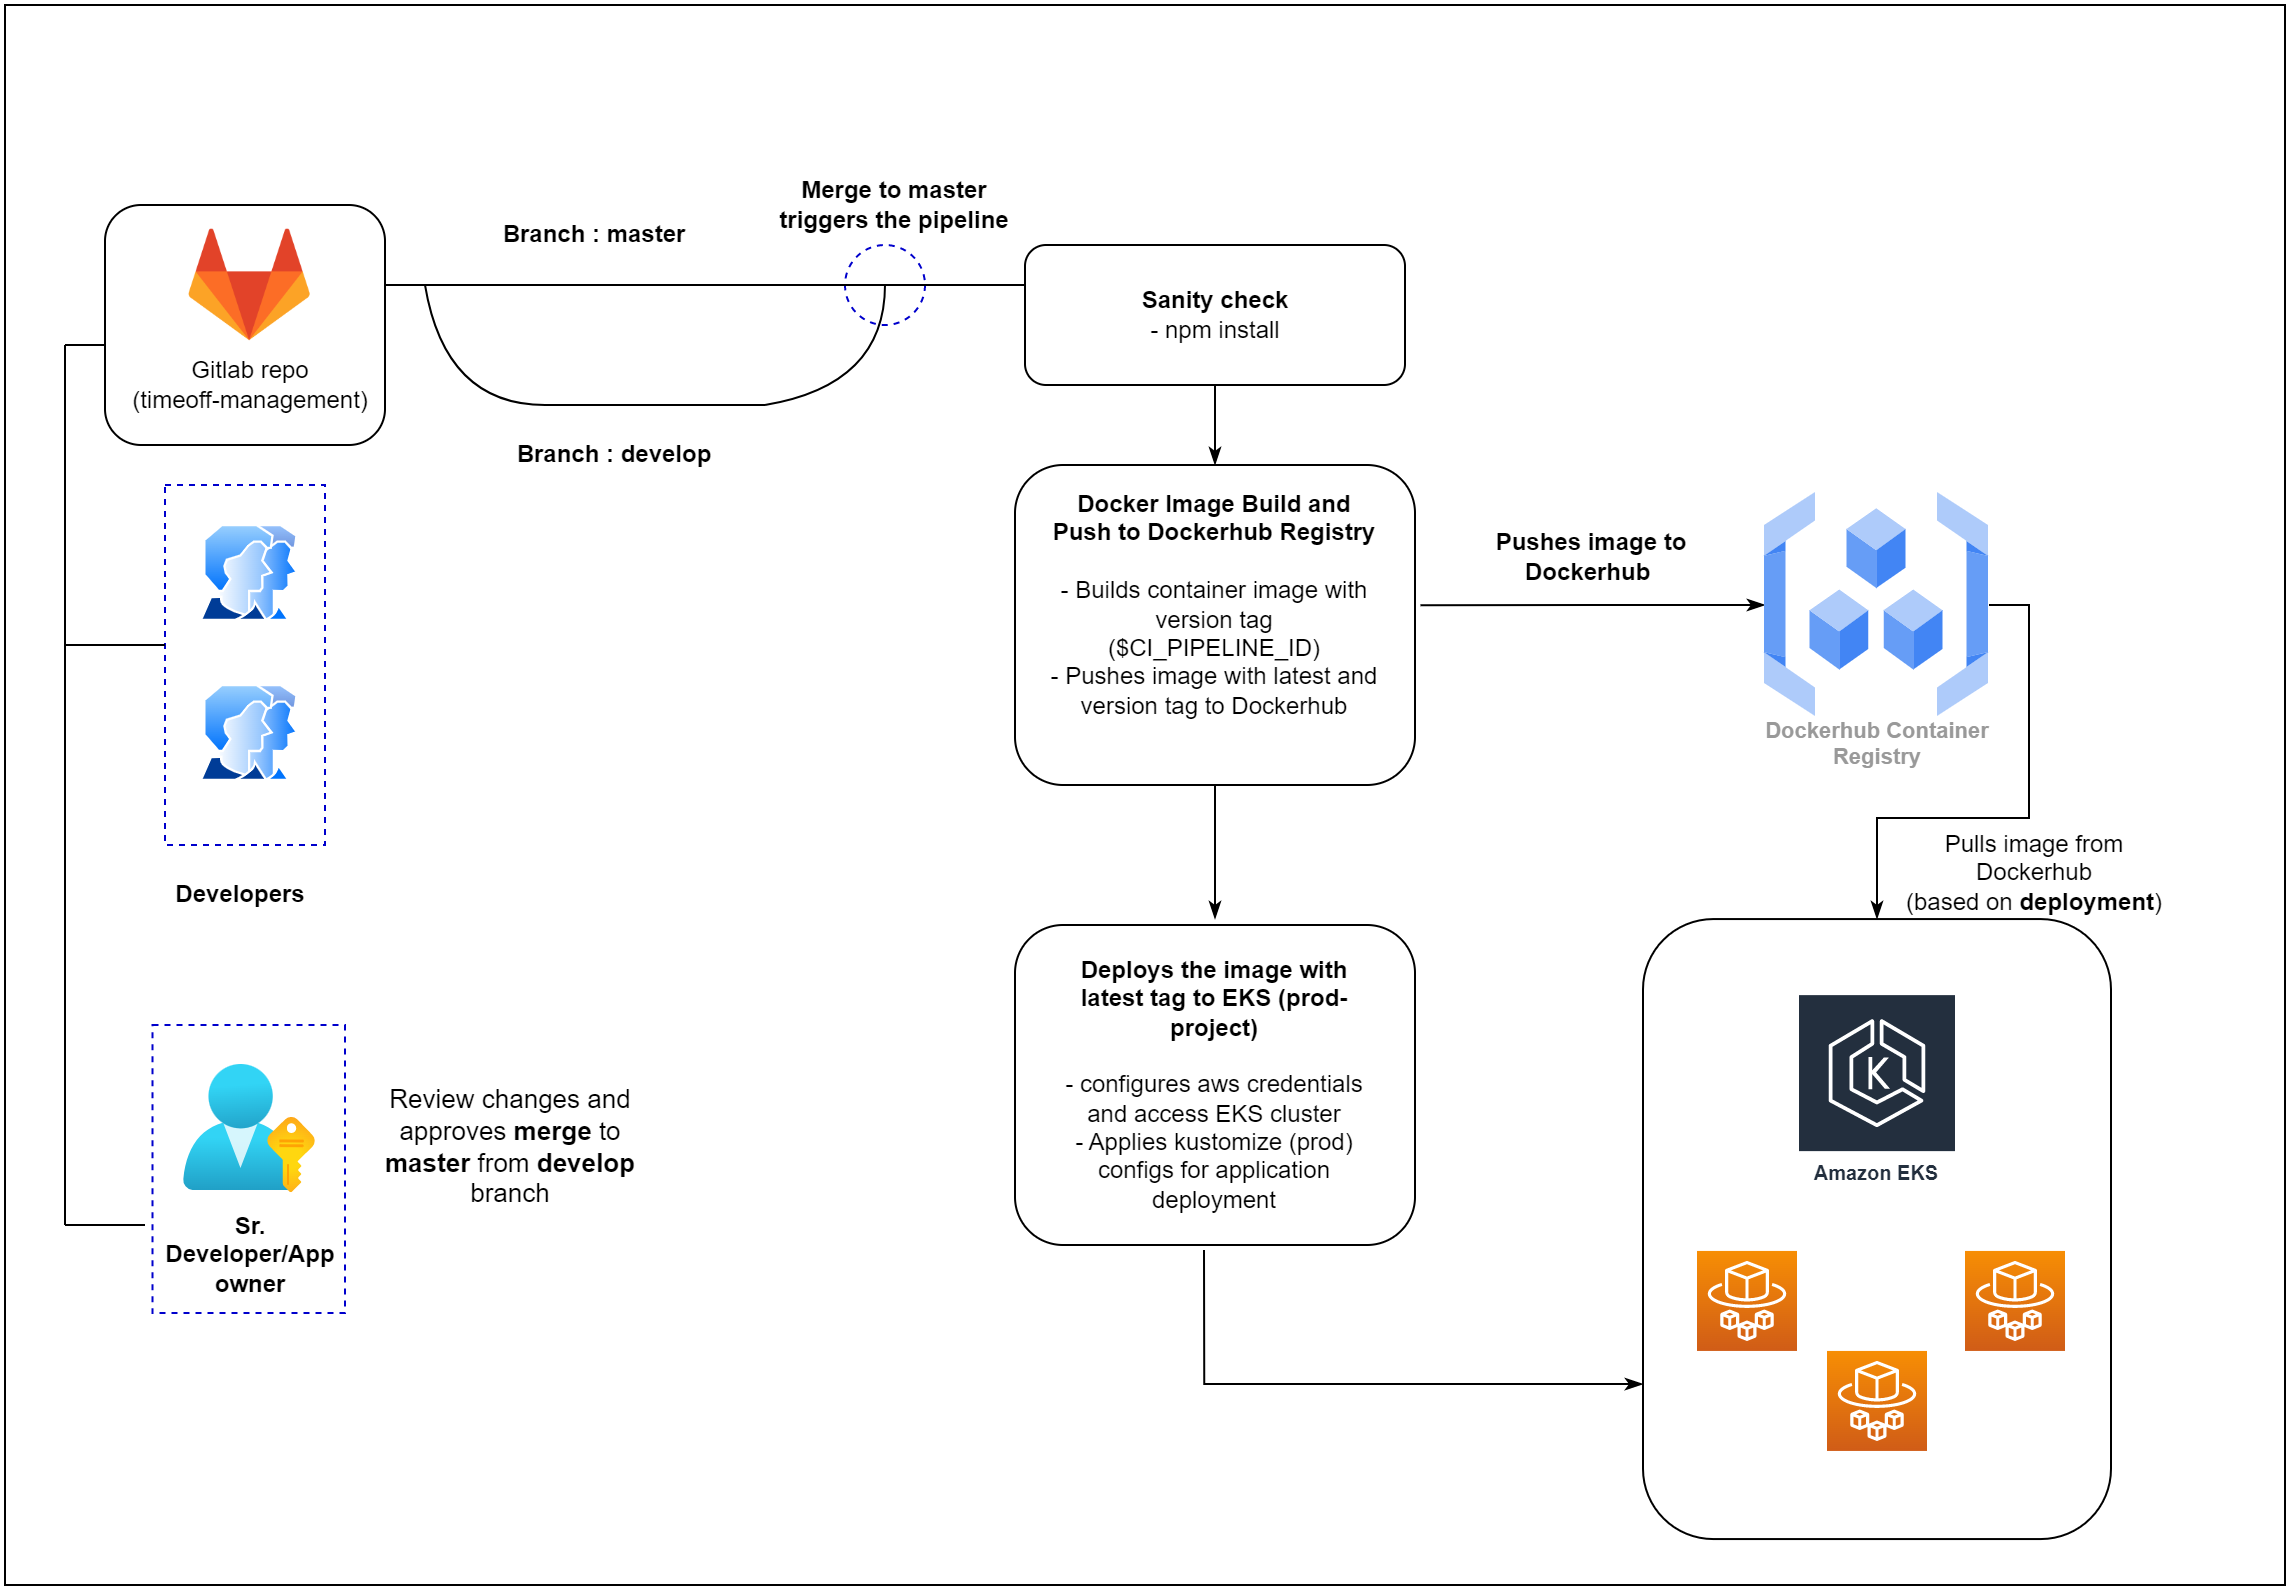 Merge to master
triggers the pipeline
Branch : master
Gitlab repo
(timeoff-management)
Branch : develop
Sanity check
- npm install
Docker Image Build and
Push to Dockerhub Registry
- Builds container image with
version tag
($CI_PIPELINE_ID)
- Pushes image with latest and
version tag to Dockerhub
Pushes image to
Dockerhub
Dockerhub Container
Registry
Developers
Pulls image from
Dockerhub
(based on deployment)
Deploys the image with
latest tag to EKS (prod-
project)
- configures aws credentials
and access EKS cluster
- Applies kustomize (prod)
configs for application
deployment
K
Amazon EKS
Review changes and
approves merge to
master from develop
branch
Sr.
Developer/App
owner